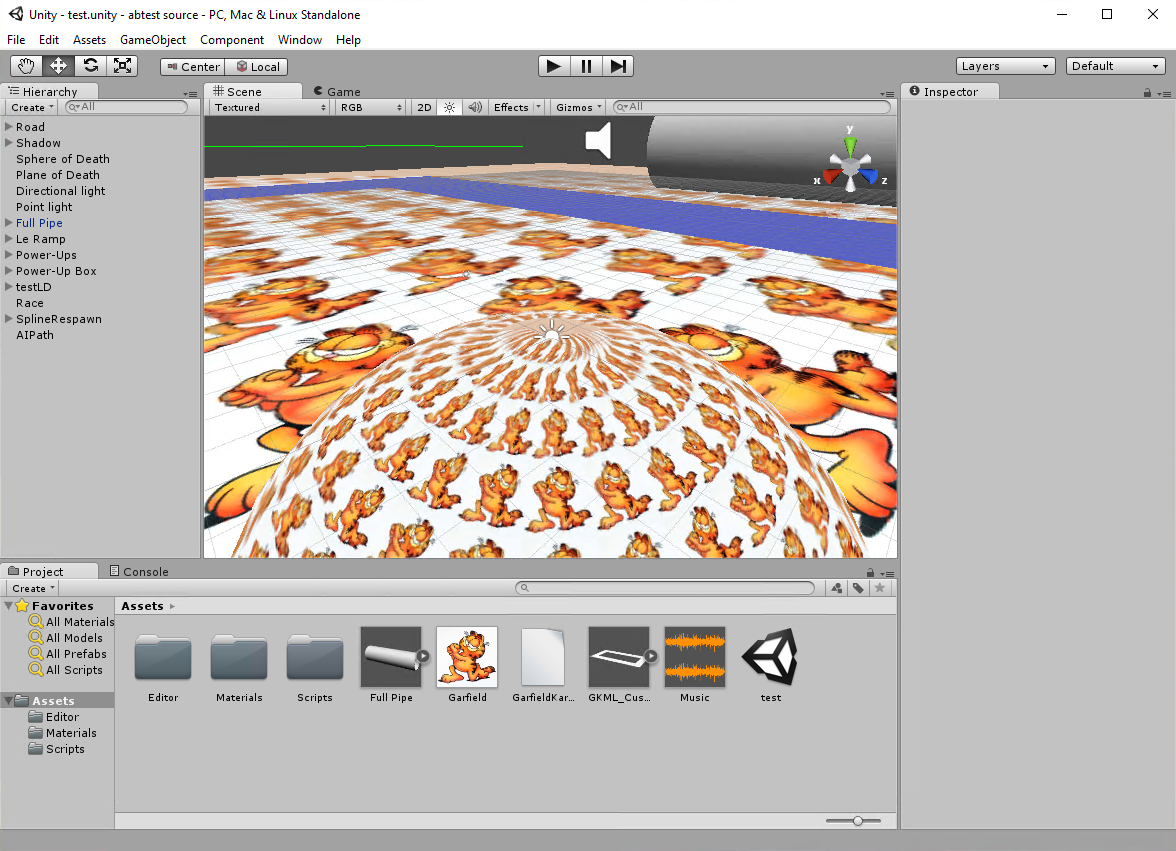 Unity - test.unity - abtest source - PC, Mac & Linux Standalone
File Edit Assets GameObject Component Window Help
Center Local Layers Default
Hierarchy
Create All
Road
Shadow
Sphere of Death
Plane of Death
Directional light
Point light
Full Pipe
Le Ramp
Power-Ups
Power-Up Box
testLD
Race
SplineRespawn
AIPath
Scene Game
Textured RGB 2D Effects Gizmos All
y
x z
Inspector
Project Console
Create
Favorites
All Materials
All Models
All Prefabs
All Scripts
Assets
Editor
Materials
Scripts
Assets
Editor Materials Scripts Full Pipe Garfield GarfieldKar... GKML_Cus... Music test